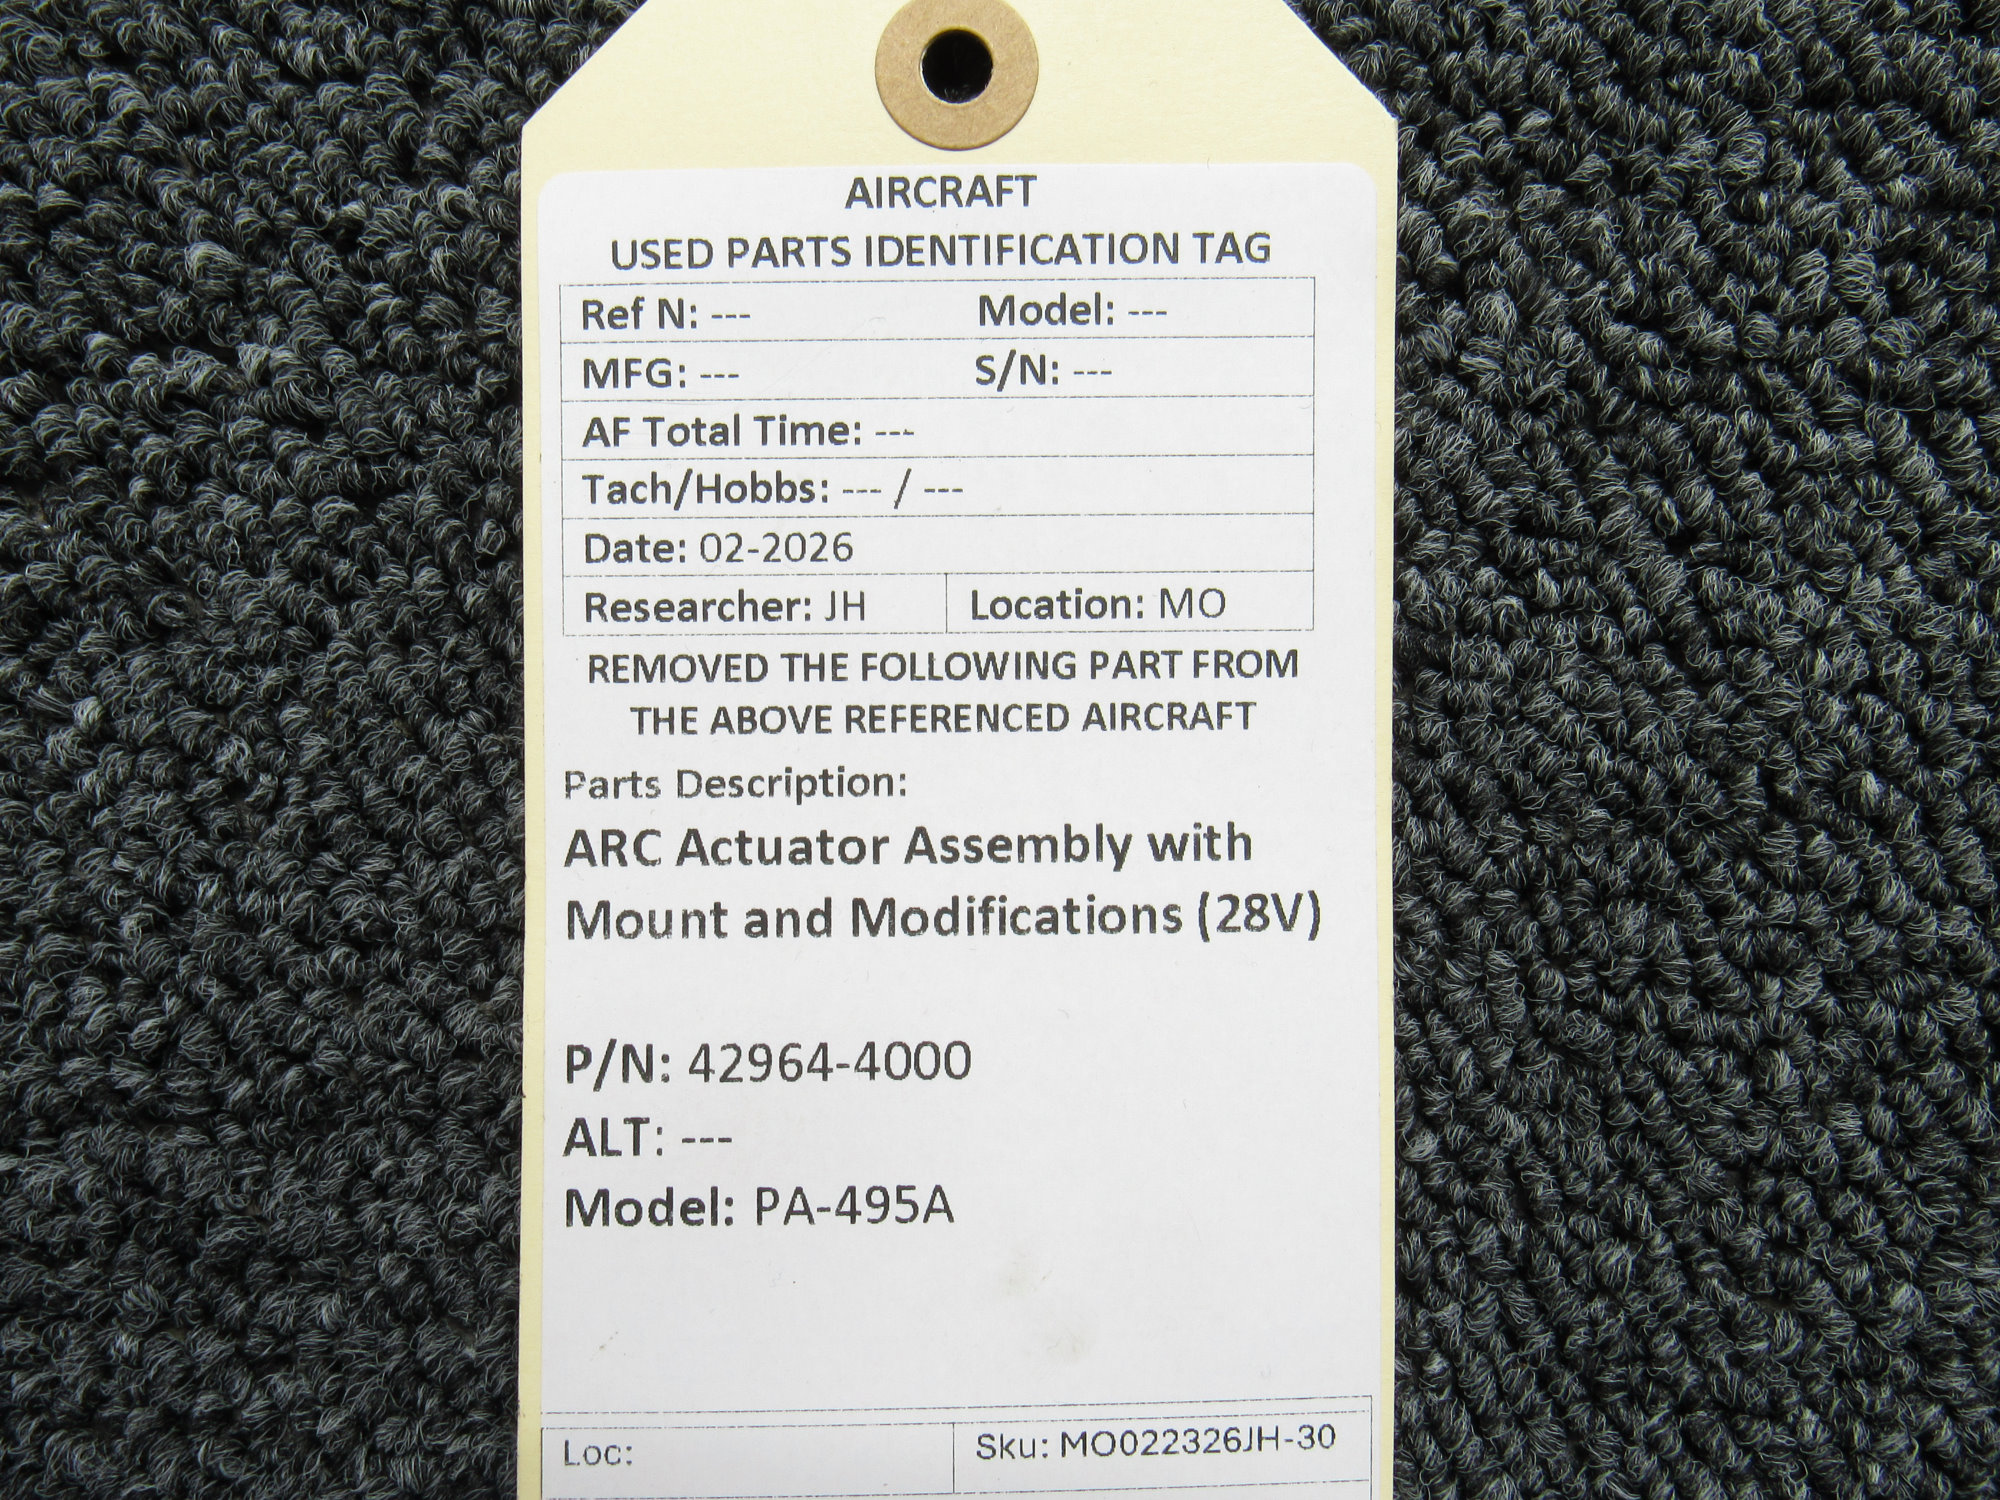 AIRCRAFT
USED PARTS IDENTIFICATION TAG
Ref N: --- Model: ---
MFG: --- S/N: ---
AF Total Time: ---
Tach/Hobbs: --- / ---
Date: 02-2026
Researcher: JH Location: MO
REMOVED THE FOLLOWING PART FROM
THE ABOVE REFERENCED AIRCRAFT
Parts Description:
ARC Actuator Assembly with
Mount and Modifications (28V)
P/N: 42964-4000
ALT: ---
Model: PA-495A
Loc: Sku: MO022326JH-30